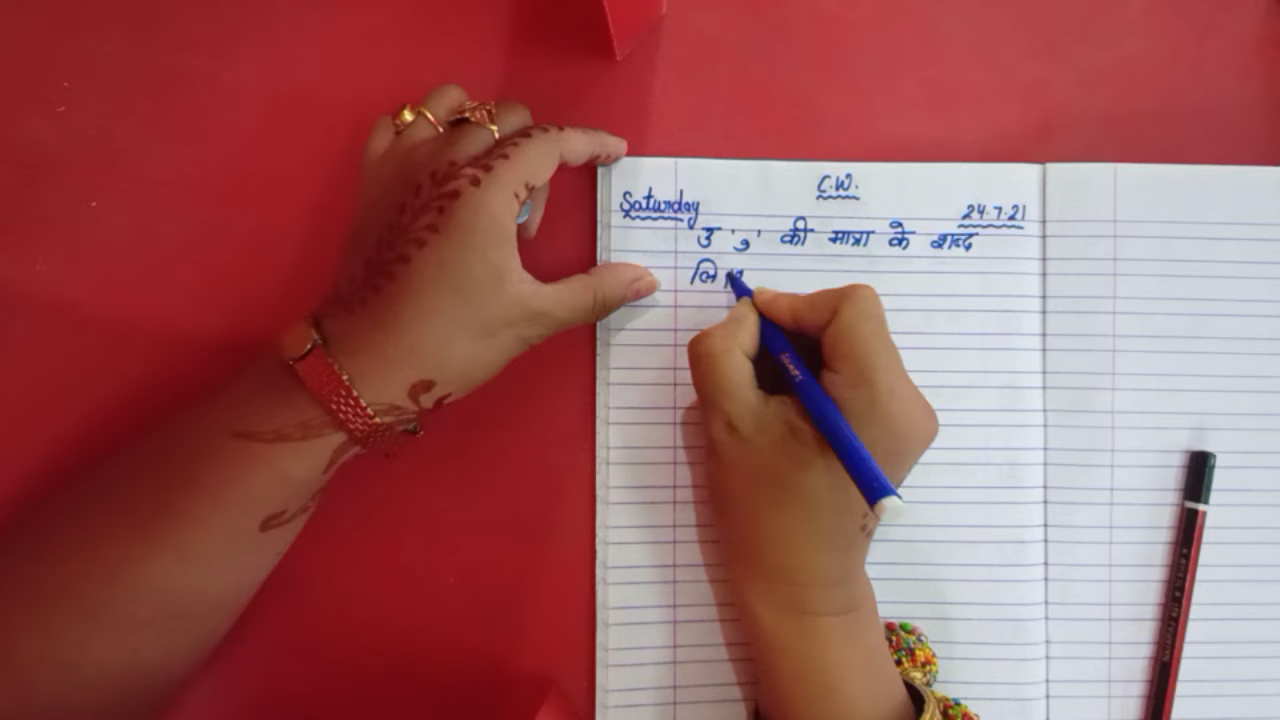 C.W.
Saturday 24.7.21
उ ' ु ' की मात्रा के शब्द
लि